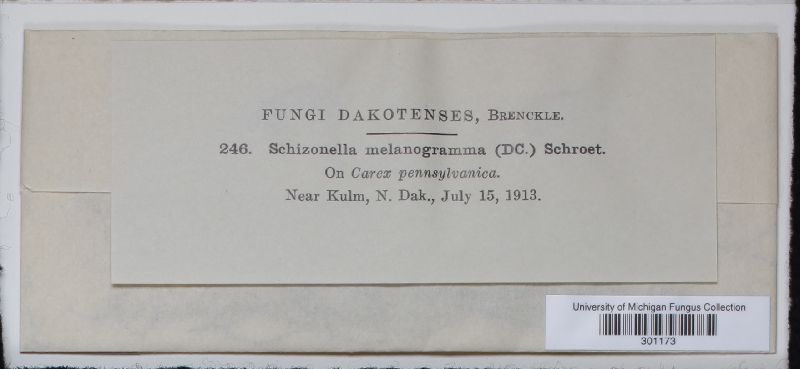 FUNGI DAKOTENSES, BRENCKLE.
246. Schizonella melanogramma (DC.) Schroet.
On Carex pennsylvanica.
Near Kulm, N. Dak., July 15, 1913.
University of Michigan Fungus Collection
301173